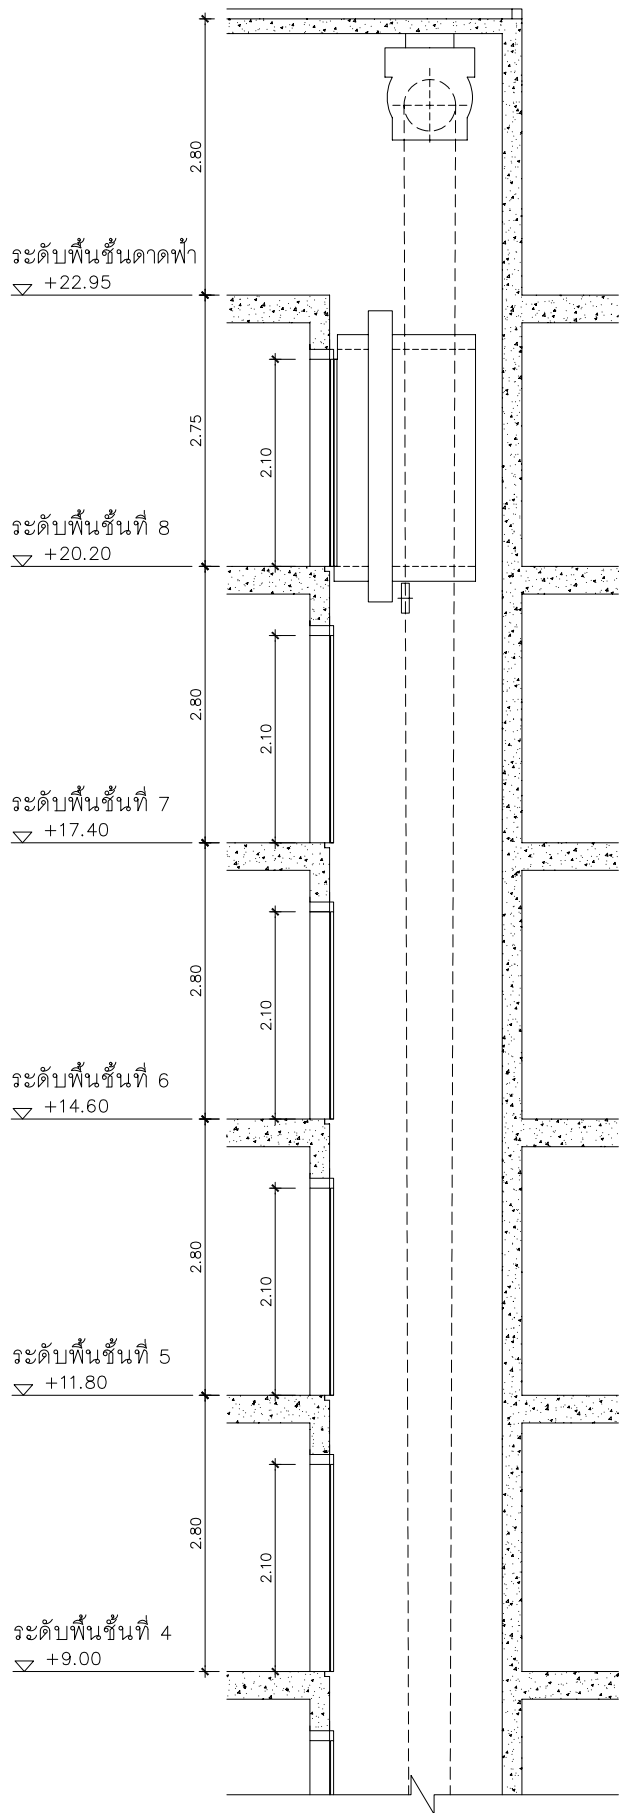 2.80
ระดับพื้นชั้นดาดฟ้า
+22.95
2.75
2.10
ระดับพื้นชั้นที่ 8
+20.20
2.80
2.10
ระดับพื้นชั้นที่ 7
+17.40
2.80
2.10
ระดับพื้นชั้นที่ 6
+14.60
2.80
2.10
ระดับพื้นชั้นที่ 5
+11.80
2.80
2.10
ระดับพื้นชั้นที่ 4
+9.00